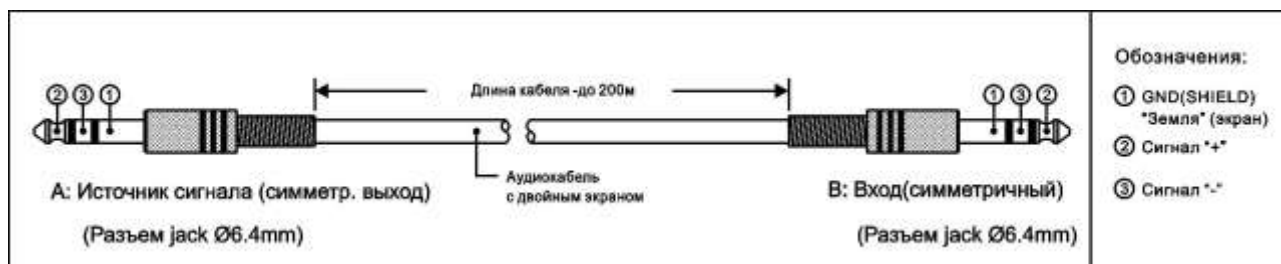 ② ③ ①
Длина кабеля -до 200м
① ③ ②
Аудиокабель
с двойным экраном
А: Источник сигнала (симметр. выход)
(Разъем jack Ø6.4mm)
В: Вход(симметричный)
(Разъем jack Ø6.4mm)
Обозначения:
① GND(SHIELD)
"Земля" (экран)
② Сигнал "+"
③ Сигнал "-"